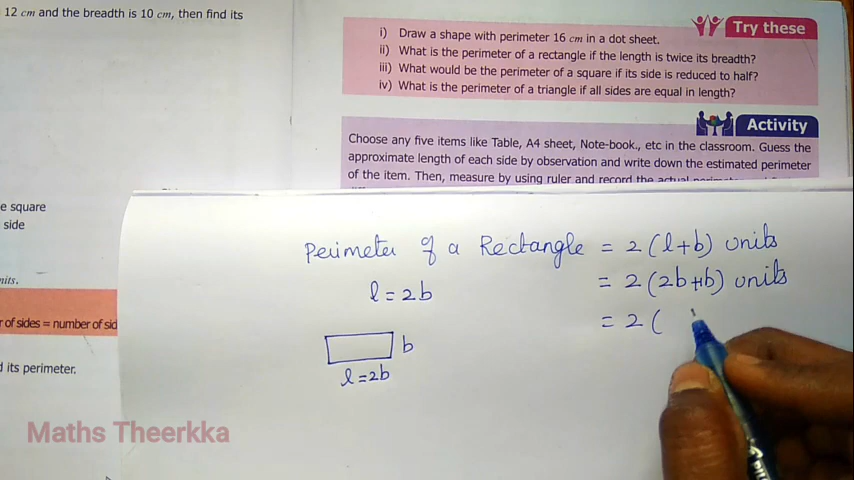 12 cm and the breadth is 10 cm, then find its
Try these
i) Draw a shape with perimeter 16 cm in a dot sheet.
ii) What is the perimeter of a rectangle if the length is twice its breadth?
iii) What would be the perimeter of a square if its side is reduced to half?
iv) What is the perimeter of a triangle if all sides are equal in length?
Activity
Choose any five items like Table, A4 sheet, Note-book., etc in the classroom. Guess the
approximate length of each side by observation and write down the estimated perimeter
of the item. Then, measure by using ruler and record the actual
e square
side
nits.
r of sides = number of sid
d its perimeter.
Perimeter of a Rectangle = 2 (l+b) units
l = 2b
= 2 (2b+b) units
= 2 (
b
l=2b
Maths Theerkka